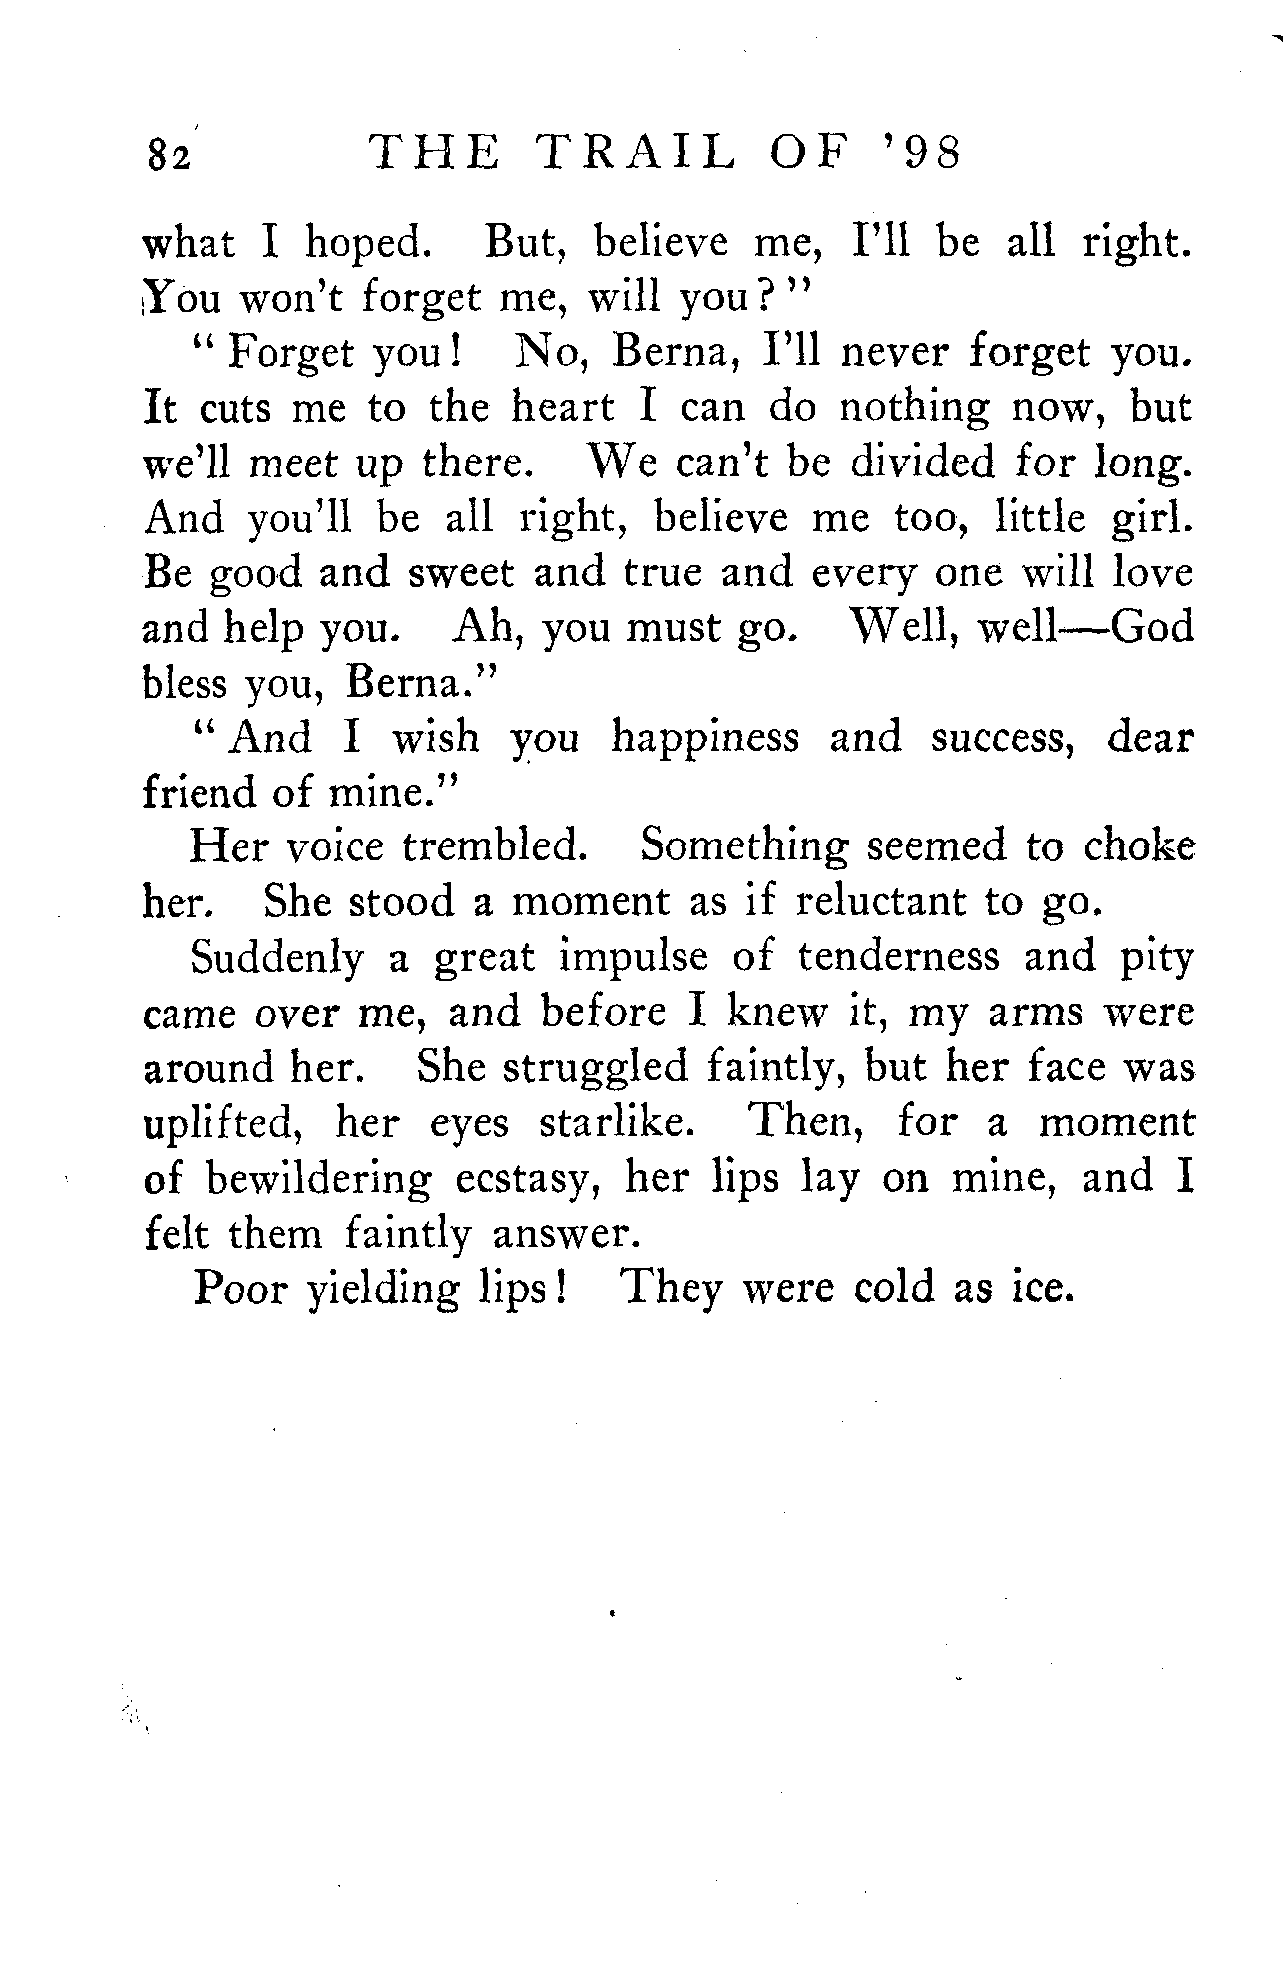 82 THE TRAIL OF '98
what I hoped. But, believe me, I'll be all right.
You won't forget me, will you?"
"Forget you! No, Berna, I'll never forget you.
It cuts me to the heart I can do nothing now, but
we'll meet up there. We can't be divided for long.
And you'll be all right, believe me too, little girl.
Be good and sweet and true and every one will love
and help you. Ah, you must go. Well, well—God
bless you, Berna."
"And I wish you happiness and success, dear
friend of mine."
Her voice trembled. Something seemed to choke
her. She stood a moment as if reluctant to go.
Suddenly a great impulse of tenderness and pity
came over me, and before I knew it, my arms were
around her. She struggled faintly, but her face was
uplifted, her eyes starlike. Then, for a moment
of bewildering ecstasy, her lips lay on mine, and I
felt them faintly answer.
Poor yielding lips! They were cold as ice.